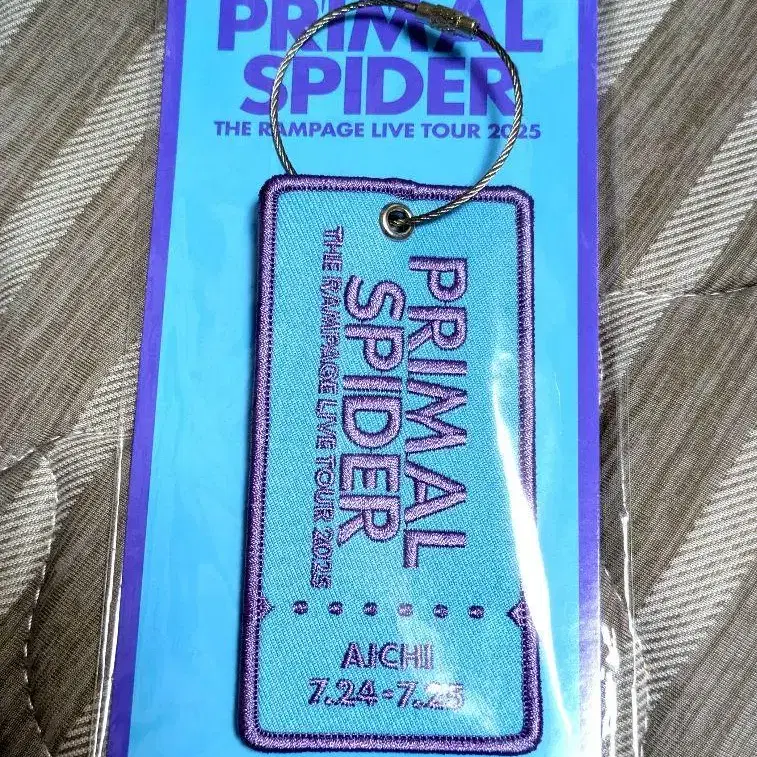 PRIMAL
SPIDER
THE RAMPAGE LIVE TOUR 2025
PRIMAL
SPIDER
THE RAMPAGE LIVE TOUR 2025
AICHI
7.24-7.25